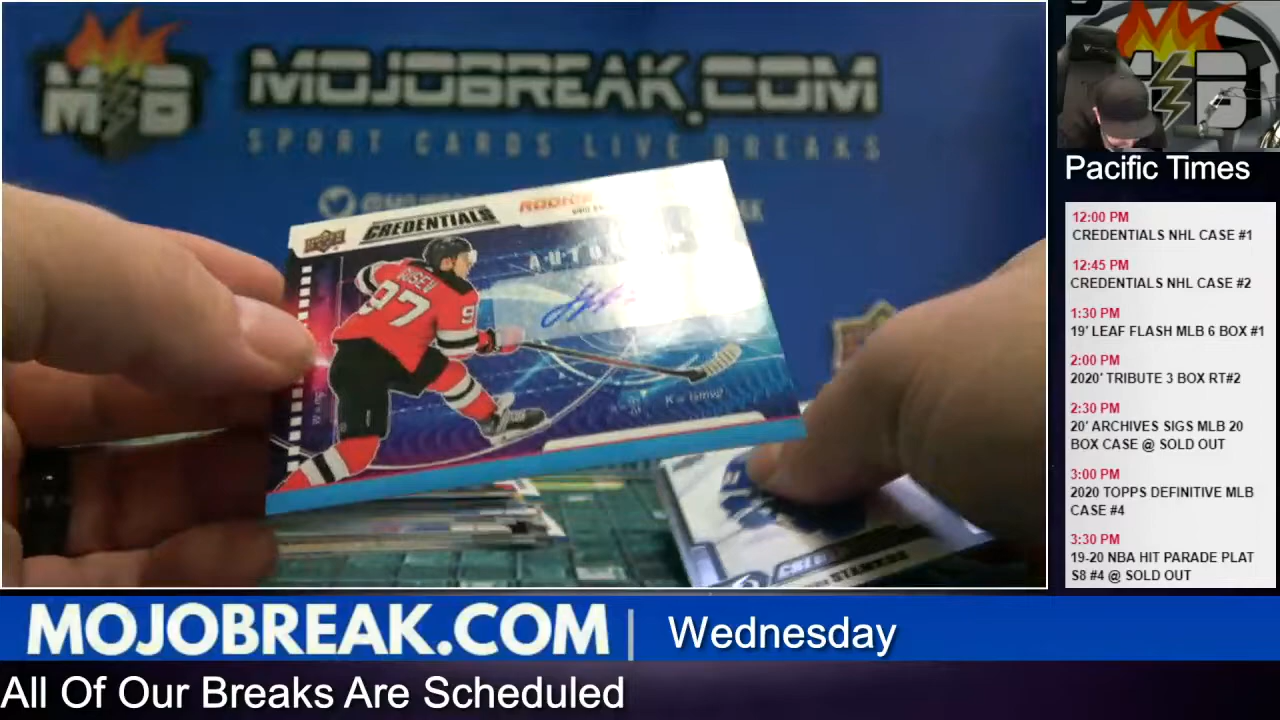 MB
MOJOBREAK.COM
SPORT CARDS LIVE BREAKS
CREDENTIALS
97
Pacific Times
12:00 PM
CREDENTIALS NHL CASE #1
12:45 PM
CREDENTIALS NHL CASE #2
1:30 PM
19' LEAF FLASH MLB 6 BOX #1
2:00 PM
2020' TRIBUTE 3 BOX RT#2
2:30 PM
20' ARCHIVES SIGS MLB 20
BOX CASE @ SOLD OUT
3:00 PM
2020 TOPPS DEFINITIVE MLB
CASE #4
3:30 PM
19-20 NBA HIT PARADE PLAT
S8 #4 @ SOLD OUT
MOJOBREAK.COM | Wednesday
All Of Our Breaks Are Scheduled